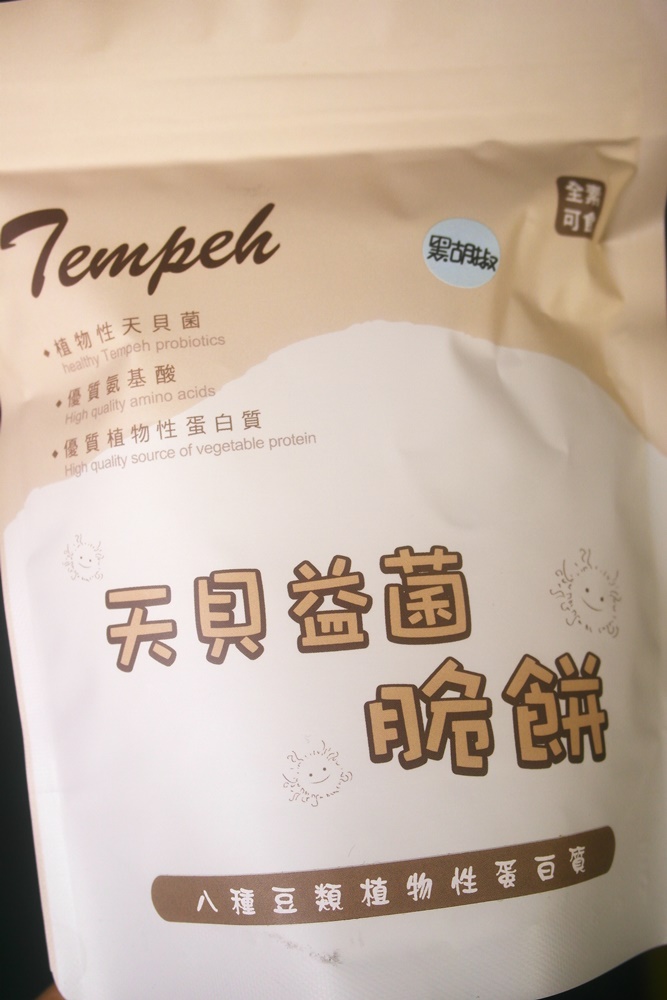 Tempeh
黑胡椒
全素
可食
植物性天貝菌
healthy Tempeh probiotics
優質氨基酸
High quality amino acids
優質植物性蛋白質
High quality source of vegetable protein
天貝益菌
脆餅
八種豆類植物性蛋白質